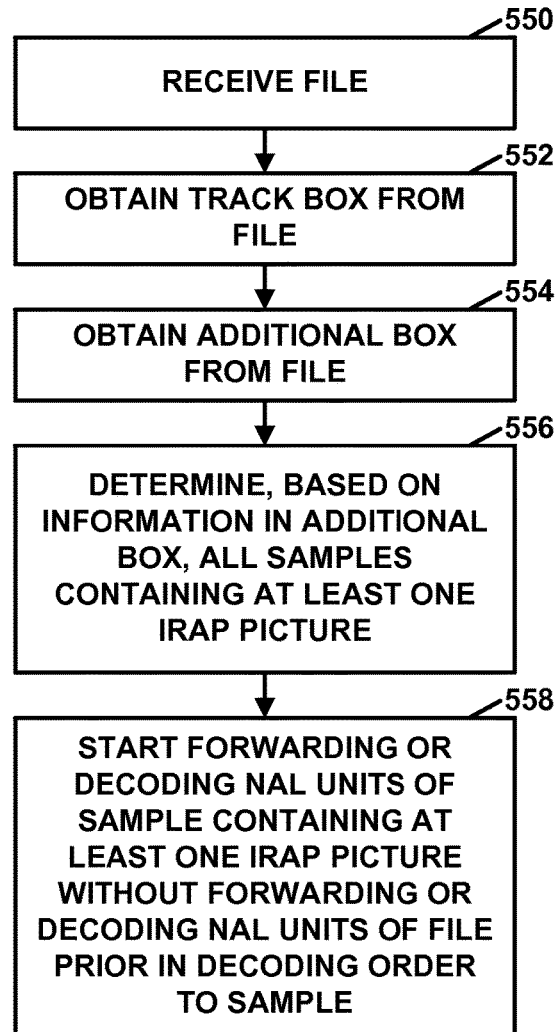 550
RECEIVE FILE
552
OBTAIN TRACK BOX FROM
FILE
554
OBTAIN ADDITIONAL BOX
FROM FILE
556
DETERMINE, BASED ON
INFORMATION IN ADDITIONAL
BOX, ALL SAMPLES
CONTAINING AT LEAST ONE
IRAP PICTURE
558
START FORWARDING OR
DECODING NAL UNITS OF
SAMPLE CONTAINING AT
LEAST ONE IRAP PICTURE
WITHOUT FORWARDING OR
DECODING NAL UNITS OF FILE
PRIOR IN DECODING ORDER
TO SAMPLE